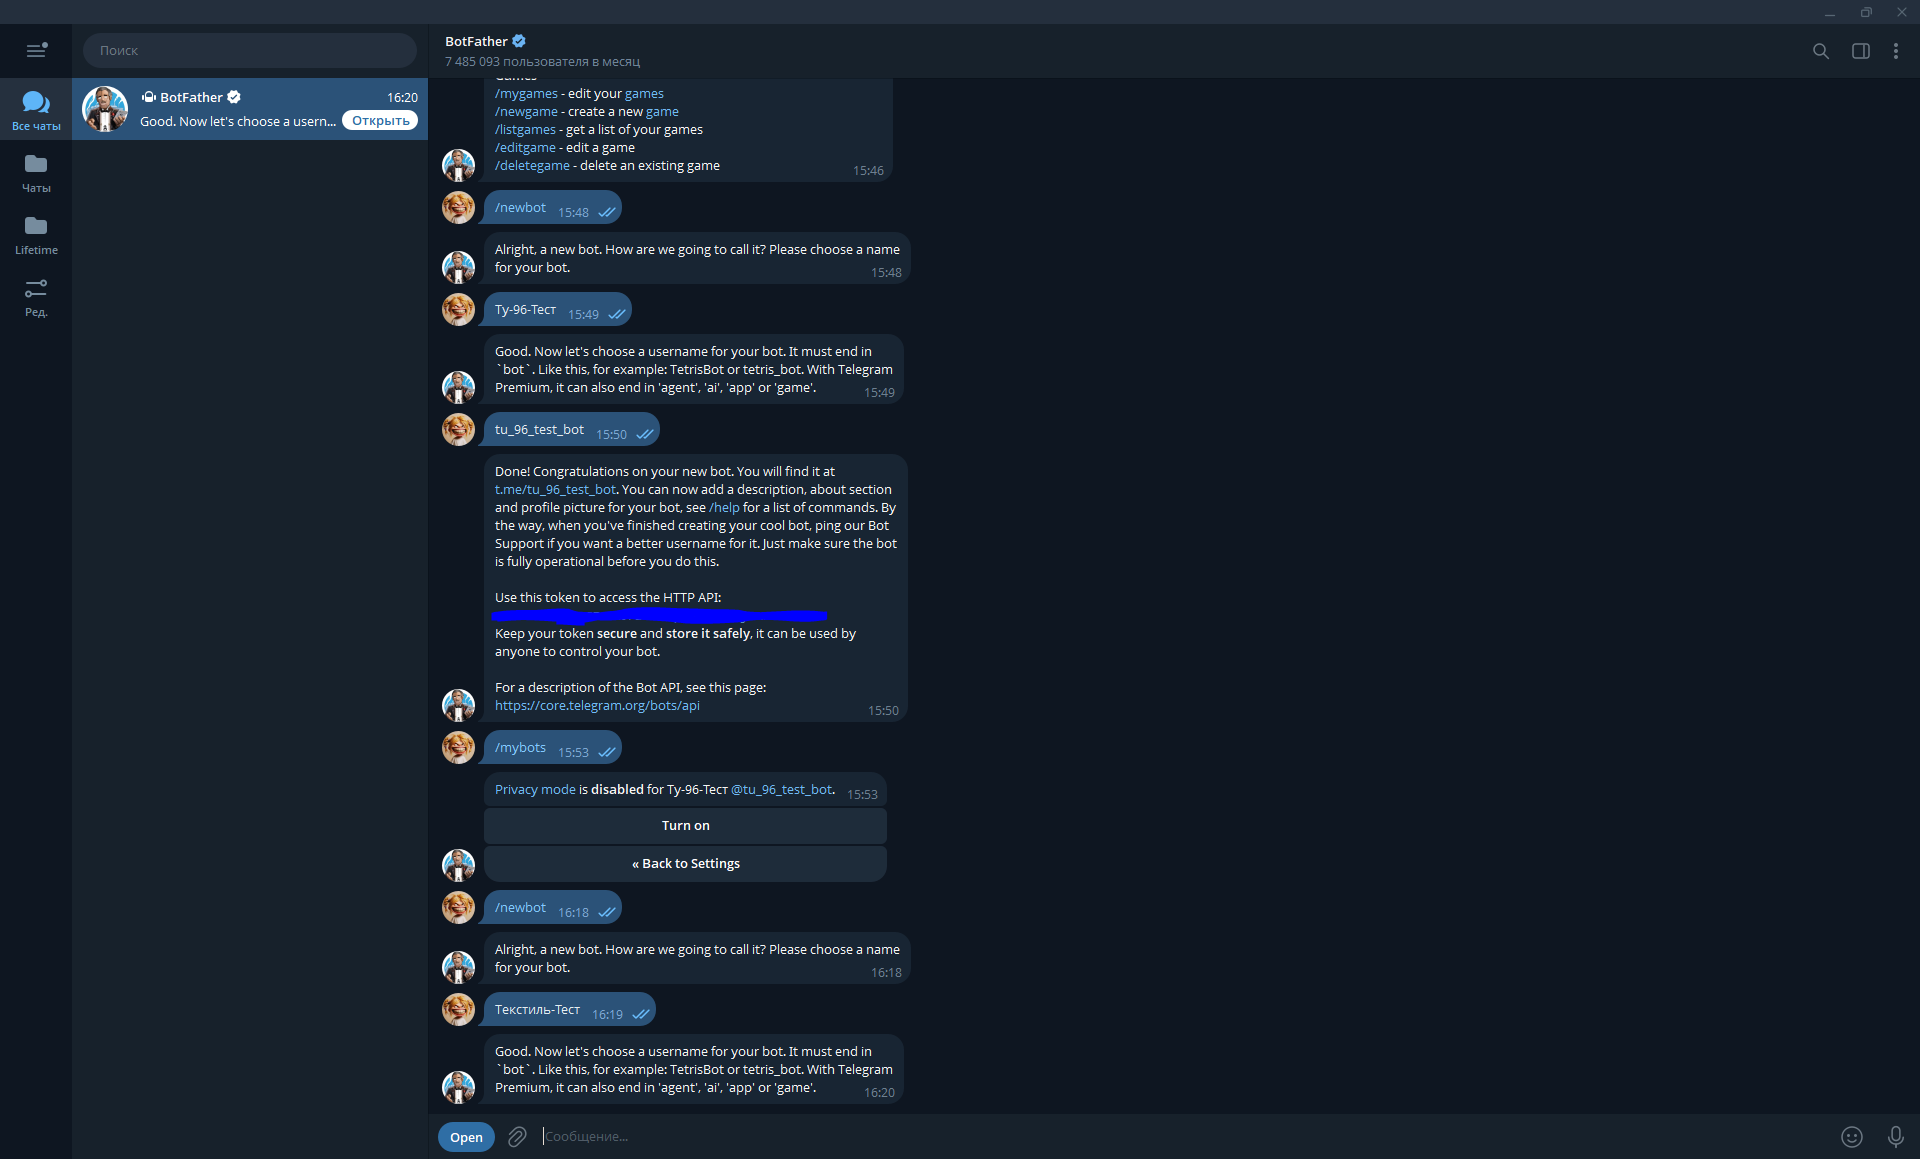 Поиск
Все чаты
Чаты
Lifetime
Ред.
BotFather
16:20
Good. Now let's choose a usern...
Открыть
BotFather
7 485 093 пользователя в месяц
Games
/mygames - edit your games
/newgame - create a new game
/listgames - get a list of your games
/editgame - edit a game
/deletegame - delete an existing game
15:46
/newbot 15:48
Alright, a new bot. How are we going to call it? Please choose a name
for your bot.
15:48
Ту-96-Тест 15:49
Good. Now let's choose a username for your bot. It must end in
`bot`. Like this, for example: TetrisBot or tetris_bot. With Telegram
Premium, it can also end in 'agent', 'ai', 'app' or 'game'.
15:49
tu_96_test_bot 15:50
Done! Congratulations on your new bot. You will find it at
t.me/tu_96_test_bot. You can now add a description, about section
and profile picture for your bot, see /help for a list of commands. By
the way, when you've finished creating your cool bot, ping our Bot
Support if you want a better username for it. Just make sure the bot
is fully operational before you do this.
Use this token to access the HTTP API:
Keep your token secure and store it safely, it can be used by
anyone to control your bot.
For a description of the Bot API, see this page:
https://core.telegram.org/bots/api
15:50
/mybots 15:53
Privacy mode is disabled for Ту-96-Тест @tu_96_test_bot. 15:53
Turn on
« Back to Settings
/newbot 16:18
Alright, a new bot. How are we going to call it? Please choose a name
for your bot.
16:18
Текстиль-Тест 16:19
Good. Now let's choose a username for your bot. It must end in
`bot`. Like this, for example: TetrisBot or tetris_bot. With Telegram
Premium, it can also end in 'agent', 'ai', 'app' or 'game'.
16:20
Open
Сообщение...